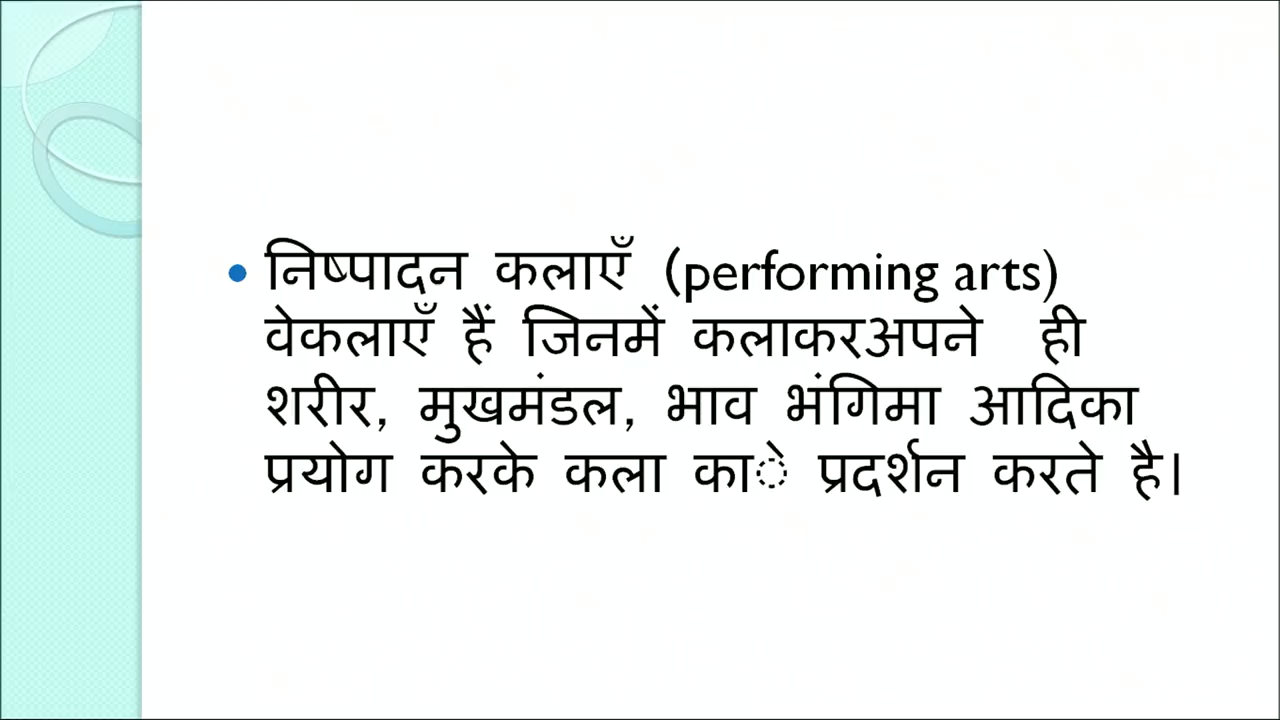 • निष्पादन कलाएँ (performing arts)
वेकलाएँ हैं जिनमें कलाकरअपने ही
शरीर, मुखमंडल, भाव भंगिमा आदिका
प्रयोग करके कला काे प्रदर्शन करते है।